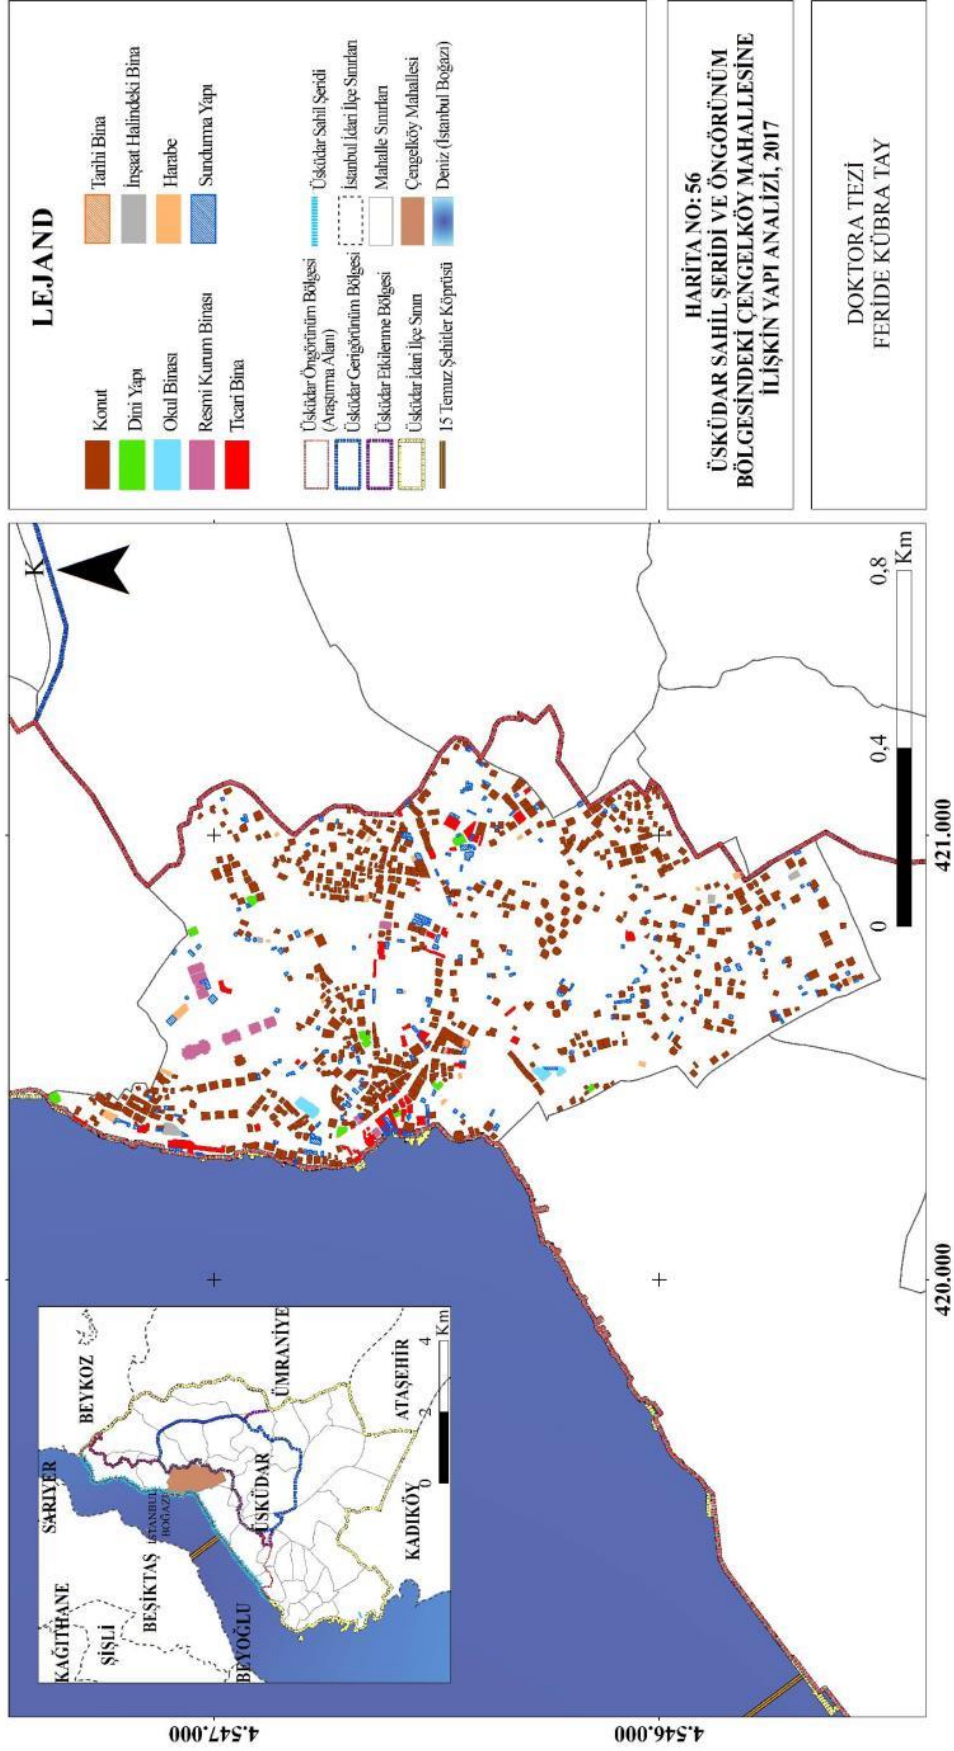 LEJAND
Konut
Dini Yapı
Okul Binası
Resmi Kurum Binası
Ticari Bina
Tarihi Bina
İnşaat Halindeki Bina
Harabe
Sundurma Yapı
Üsküdar Öngörünüm Bölgesi
(Araştırma Alanı)
Üsküdar Gerigörünüm Bölgesi
Üsküdar Etkilenme Bölgesi
Üsküdar İdari İlçe Sınırı
15 Temmuz Şehitler Köprüsü
Üsküdar Sahil Şeridi
İstanbul İdari İlçe Sınırları
Mahalle Sınırları
Çengelköy Mahallesi
Deniz (İstanbul Boğazı)
HARİTA NO: 56
ÜSKÜDAR SAHİL ŞERİDİ VE ÖNGÖRÜNÜM
BÖLGESİNDEKİ ÇENGELKÖY MAHALLESİNE
İLİŞKİN YAPI ANALİZİ, 2017
DOKTORA TEZİ
FERİDE KÜBRA TAY
K
0
0,4
0,8
Km
421.000
420.000
4.547.000
4.546.000
KAĞITHANE
SARIYER
BEYKOZ
ŞİŞLİ
BEŞİKTAŞ
İSTANBUL
BOĞAZI
BEYOĞLU
ÜSKÜDAR
ÜMRANİYE
KADIKÖY
ATAŞEHİR
0
2
4
Km